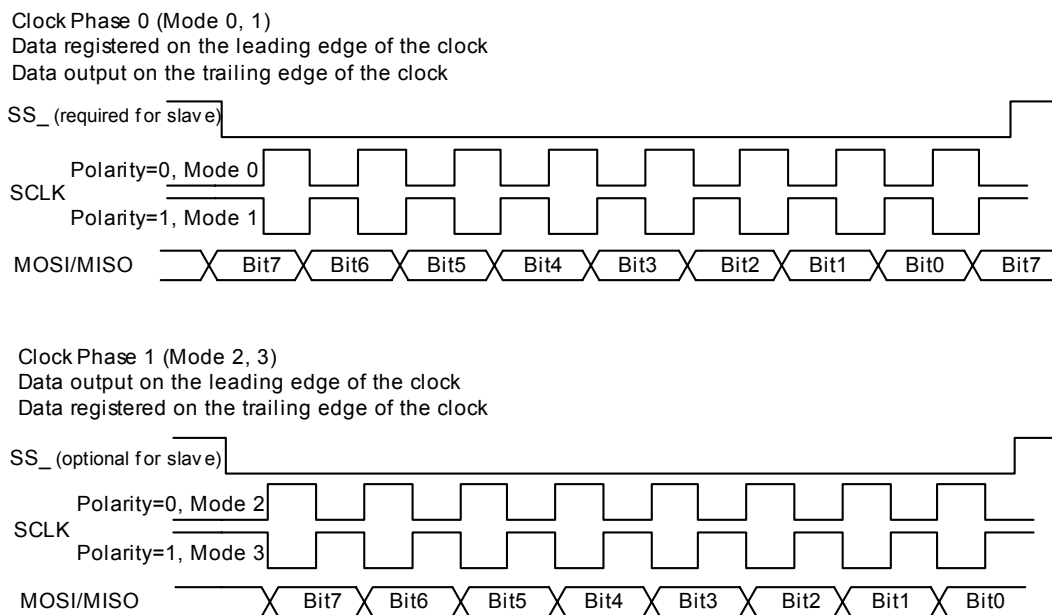 Clock Phase 0 (Mode 0, 1)
Data registered on the leading edge of the clock
Data output on the trailing edge of the clock
SS_ (required for slave)
Polarity=0, Mode 0
SCLK
Polarity=1, Mode 1
MOSI/MISO Bit7 Bit6 Bit5 Bit4 Bit3 Bit2 Bit1 Bit0 Bit7
Clock Phase 1 (Mode 2, 3)
Data output on the leading edge of the clock
Data registered on the trailing edge of the clock
SS_ (optional for slave)
Polarity=0, Mode 2
SCLK
Polarity=1, Mode 3
MOSI/MISO Bit7 Bit6 Bit5 Bit4 Bit3 Bit2 Bit1 Bit0